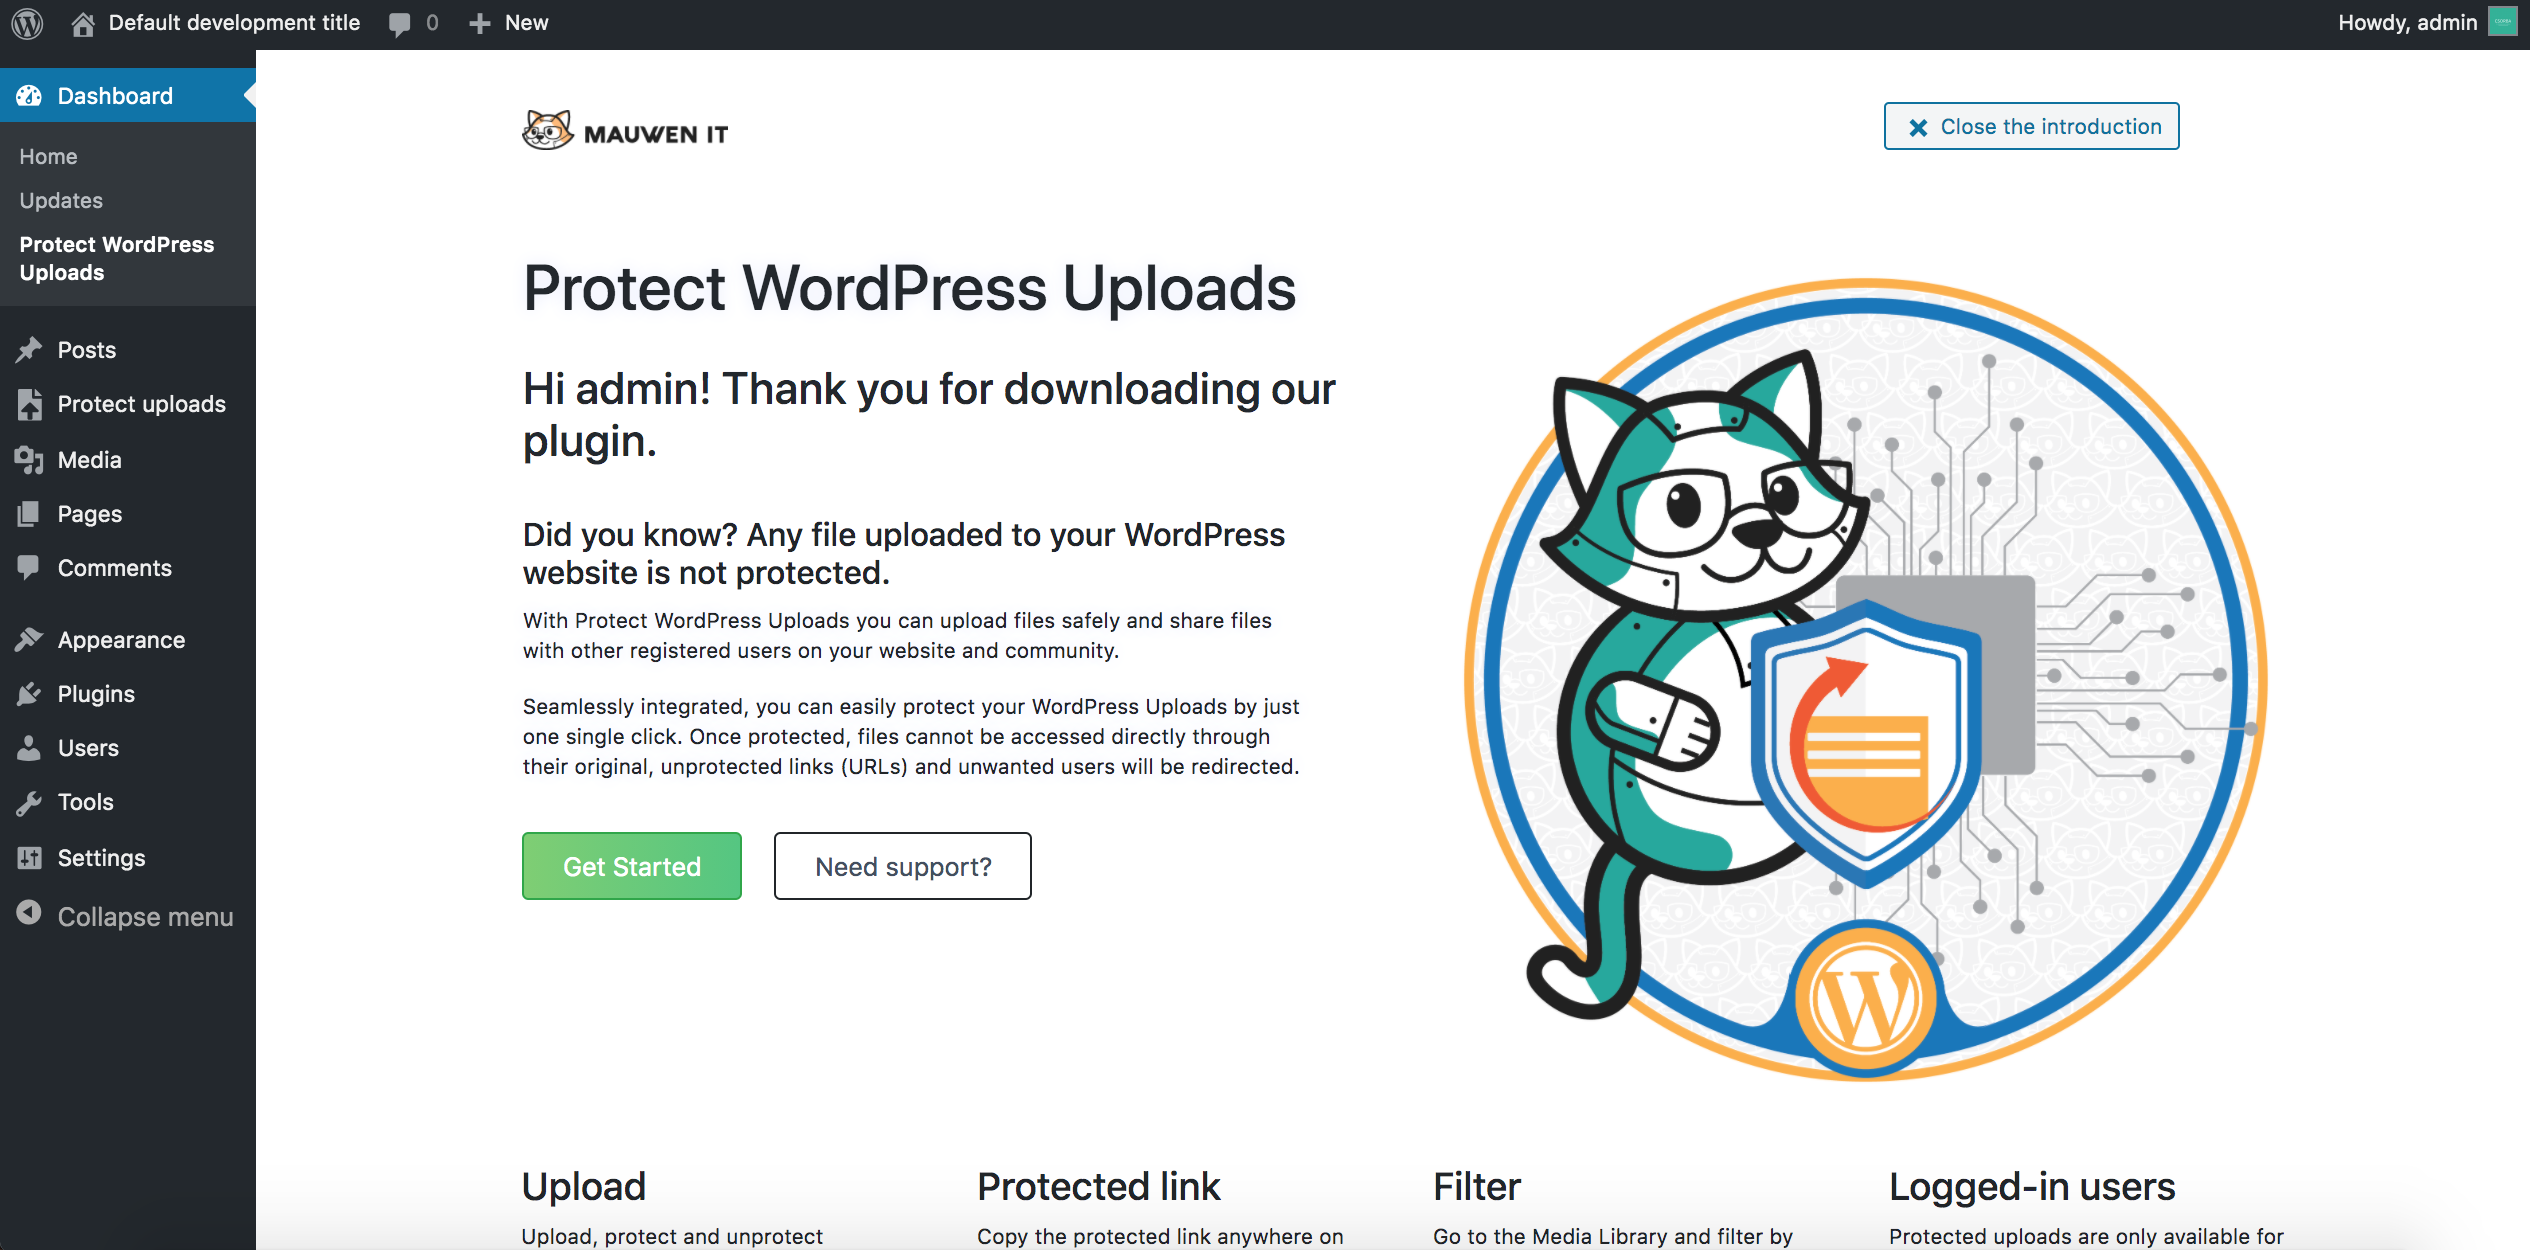 Default development title
0
New
Howdy, admin
Dashboard
Home
Updates
Protect WordPress
Uploads
Posts
Protect uploads
Media
Pages
Comments
Appearance
Plugins
Users
Tools
Settings
Collapse menu
MAUWEN IT
Close the introduction
Protect WordPress Uploads
Hi admin! Thank you for downloading our
plugin.
Did you know? Any file uploaded to your WordPress
website is not protected.
With Protect WordPress Uploads you can upload files safely and share files
with other registered users on your website and community.
Seamlessly integrated, you can easily protect your WordPress Uploads by just
one single click. Once protected, files cannot be accessed directly through
their original, unprotected links (URLs) and unwanted users will be redirected.
Get Started
Need support?
Upload
Upload, protect and unprotect
Protected link
Copy the protected link anywhere on
Filter
Go to the Media Library and filter by
Logged-in users
Protected uploads are only available for